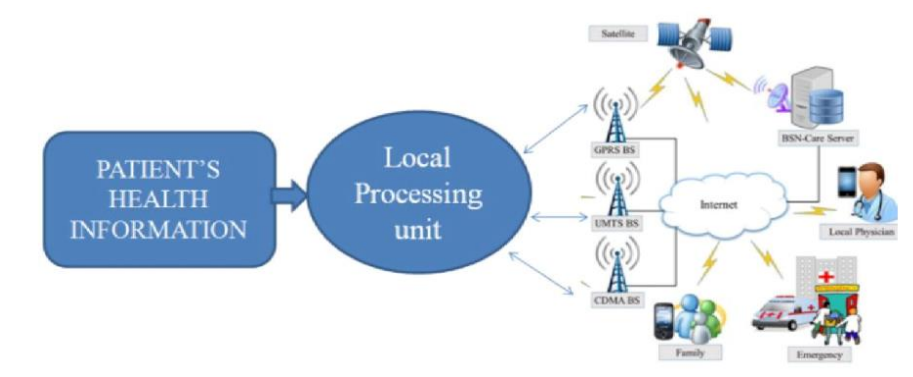 PATIENT'S
HEALTH
INFORMATION
Local
Processing
unit
Satellite
GPRS BS
UMTS BS
CDMA BS
Internet
BSN-Care Server
Local Physician
Family
Emergency